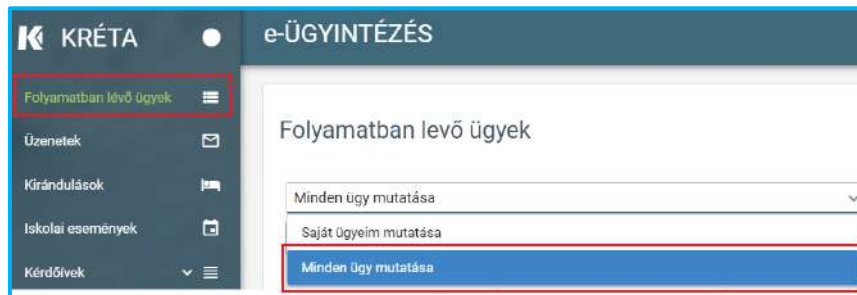 KRÉTA
e-ÜGYINTÉZÉS
Folyamatban lévő ügyek
Üzenetek
Kirándulások
Iskolai események
Kérdőívek
Folyamatban levő ügyek
Minden ügy mutatása
Saját ügyeim mutatása
Minden ügy mutatása